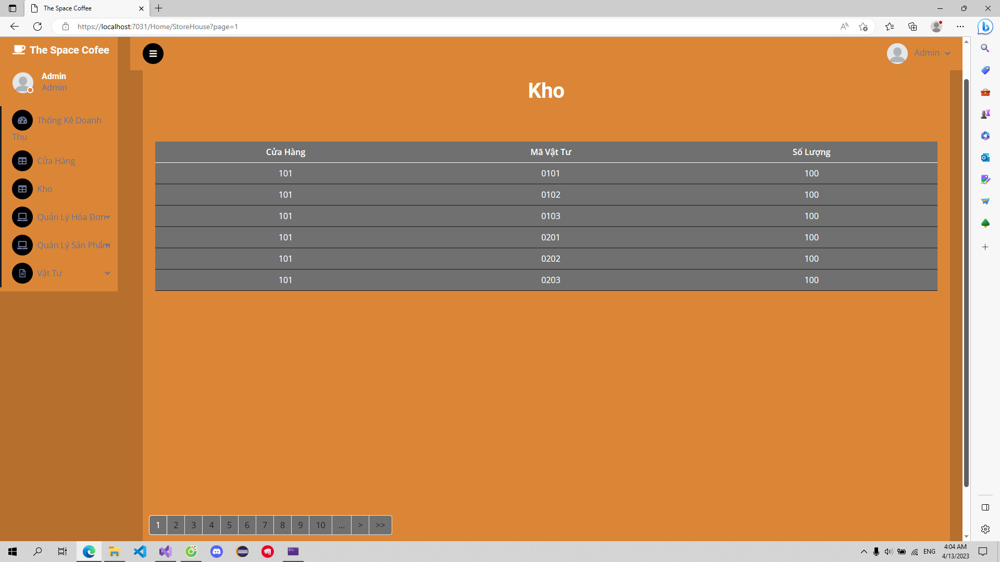 The Space Coffee
https://localhost:7031/Home/StoreHouse?page=1
The Space Cofee
Admin
Admin
Admin
Thống Kê Doanh
Thu
Cửa Hàng
Kho
Quản Lý Hóa Đơn
Quản Lý Sản Phẩm
Vật Tư
Kho
Cửa Hàng Mã Vật Tư Số Lượng
101 0101 100
101 0102 100
101 0103 100
101 0201 100
101 0202 100
101 0203 100
1 2 3 4 5 6 7 8 9 10 ... > >>
ENG
4:04 AM
4/13/2023